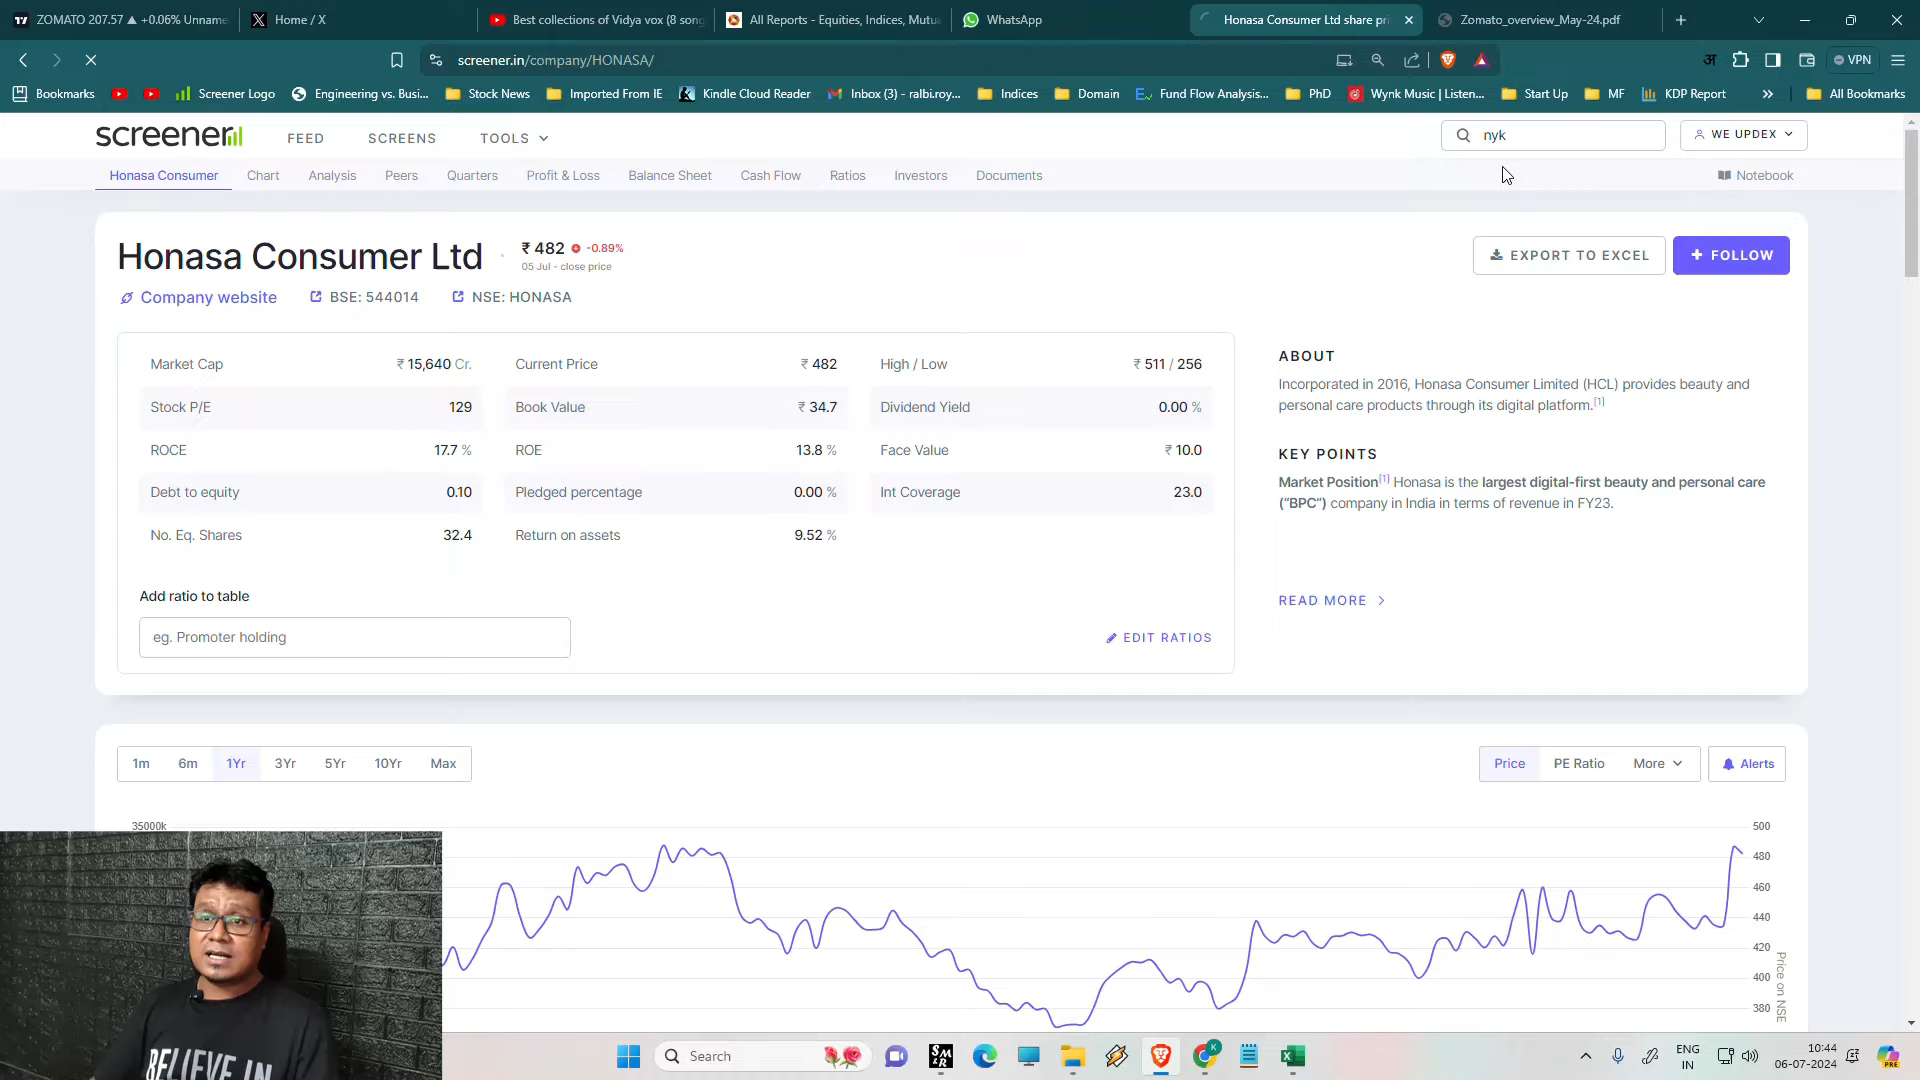 ZOMATO 207.57 ▲ +0.06% Unname
Home / X
Best collections of Vidya vox (8 song
All Reports - Equities, Indices, Mutua
WhatsApp
Honasa Consumer Ltd share pri
Zomato_overview_May-24.pdf
screener.in/company/HONASA/
अ
VPN
Bookmarks
Screener Logo
Engineering vs. Busi...
Stock News
Imported From IE
Kindle Cloud Reader
Inbox (3) - ralbi.roy...
Indices
Domain
Fund Flow Analysis...
PhD
Wynk Music | Listen...
Start Up
MF
KDP Report
All Bookmarks
screener
FEED
SCREENS
TOOLS
nyk
WE UPDEX
Honasa Consumer
Chart
Analysis
Peers
Quarters
Profit & Loss
Balance Sheet
Cash Flow
Ratios
Investors
Documents
Notebook
Honasa Consumer Ltd
₹ 482 -0.89%
05 Jul - close price
EXPORT TO EXCEL
+ FOLLOW
Company website
BSE: 544014
NSE: HONASA
Market Cap ₹ 15,640 Cr.
Current Price ₹ 482
High / Low ₹ 511 / 256
Stock P/E 129
Book Value ₹ 34.7
Dividend Yield 0.00 %
ROCE 17.7 %
ROE 13.8 %
Face Value ₹ 10.0
Debt to equity 0.10
Pledged percentage 0.00 %
Int Coverage 23.0
No. Eq. Shares 32.4
Return on assets 9.52 %
Add ratio to table
eg. Promoter holding
EDIT RATIOS
ABOUT
Incorporated in 2016, Honasa Consumer Limited (HCL) provides beauty and
personal care products through its digital platform.[1]
KEY POINTS
Market Position[1] Honasa is the largest digital-first beauty and personal care
("BPC") company in India in terms of revenue in FY23.
READ MORE
1m
6m
1Yr
3Yr
5Yr
10Yr
Max
Price
PE Ratio
More
Alerts
35000k
500
480
460
440
420
400
380
Price on NSE
BELIEVE IN
Search
SM
&R
K
ENG
IN
10:44
06-07-2024
PRE